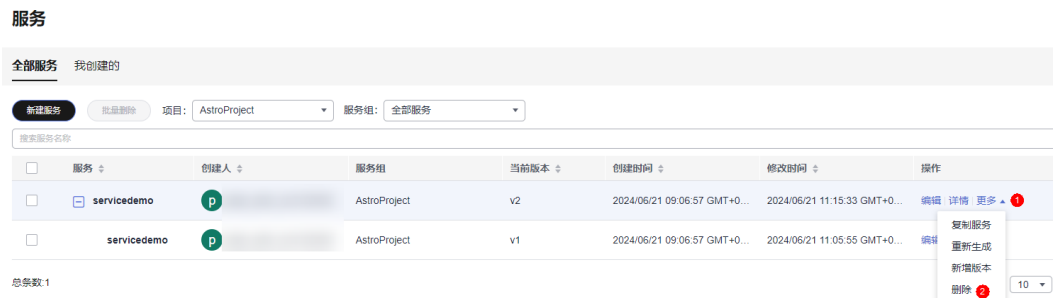 服务
全部服务 我创建的
新建服务 批量删除 项目: AstroProject 服务组: 全部服务
搜索服务名称
服务 创建人 服务组 当前版本 创建时间 修改时间 操作
servicedemo p AstroProject v2 2024/06/21 09:06:57 GMT+0... 2024/06/21 11:15:33 GMT+0... 编辑 详情 更多 1
复制服务
servicedemo p AstroProject v1 2024/06/21 09:06:57 GMT+0... 2024/06/21 11:05:55 GMT+0... 编辑
重新生成
新增版本
总条数:1 10
删除 2